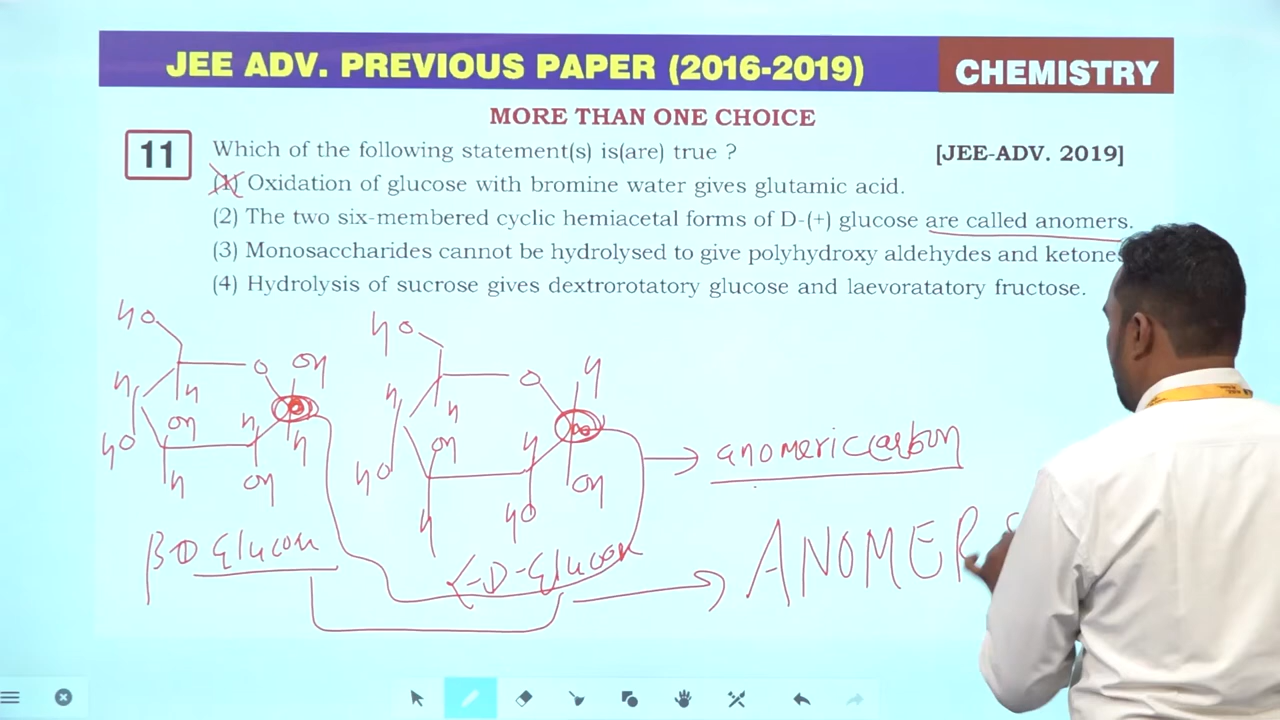 JEE ADV. PREVIOUS PAPER (2016-2019)
CHEMISTRY
MORE THAN ONE CHOICE
11
Which of the following statement(s) is(are) true ?
[JEE-ADV. 2019]
(1) Oxidation of glucose with bromine water gives glutamic acid.
(2) The two six-membered cyclic hemiacetal forms of D-(+) glucose are called anomers.
(3) Monosaccharides cannot be hydrolysed to give polyhydroxy aldehydes and ketones
(4) Hydrolysis of sucrose gives dextrorotatory glucose and laevoratatory fructose.
HO
O
OH
H
H
OH
H
H
HO
H
OH
HO
O
H
H
H
OH
H
HO
H
HO
OH
anomeric carbon
β D Glucose
α-D-Glucose
ANOMERS